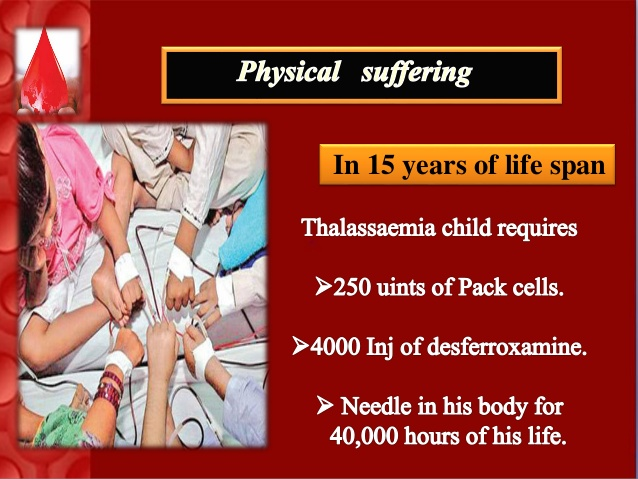 Physical suffering
In 15 years of life span
Thalassaemia child requires
➢250 uints of Pack cells.
➢4000 Inj of desferroxamine.
➢ Needle in his body for
40,000 hours of his life.